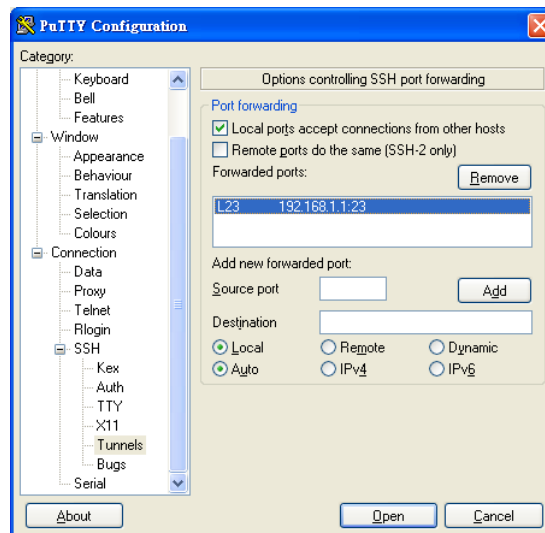 PuTTY Configuration
Category:
Keyboard
Bell
Features
Window
Appearance
Behaviour
Translation
Selection
Colours
Connection
Data
Proxy
Telnet
Rlogin
SSH
Kex
Auth
TTY
X11
Tunnels
Bugs
Serial
Options controlling SSH port forwarding
Port forwarding
Local ports accept connections from other hosts
Remote ports do the same (SSH-2 only)
Forwarded ports: Remove
L23 192.168.1.1:23
Add new forwarded port:
Source port Add
Destination
Local Remote Dynamic
Auto IPv4 IPv6
About Open Cancel